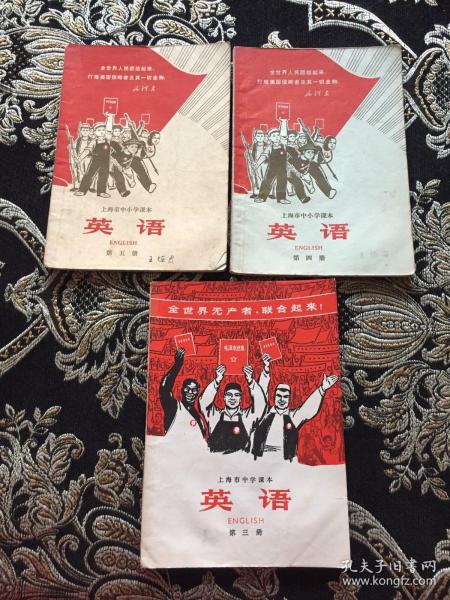 全世界人民团结起来，
打败美国侵略者及其一切走狗！
毛泽东
上海市中小学课本
英语
ENGLISH
第五册
全世界人民团结起来，
打败美国侵略者及其一切走狗！
毛泽东
上海市中小学课本
英语
ENGLISH
第四册
全世界无产者，联合起来！
毛泽东选集
上海市中学课本
英语
ENGLISH
第三册
孔夫子旧书网
www.kongfz.com